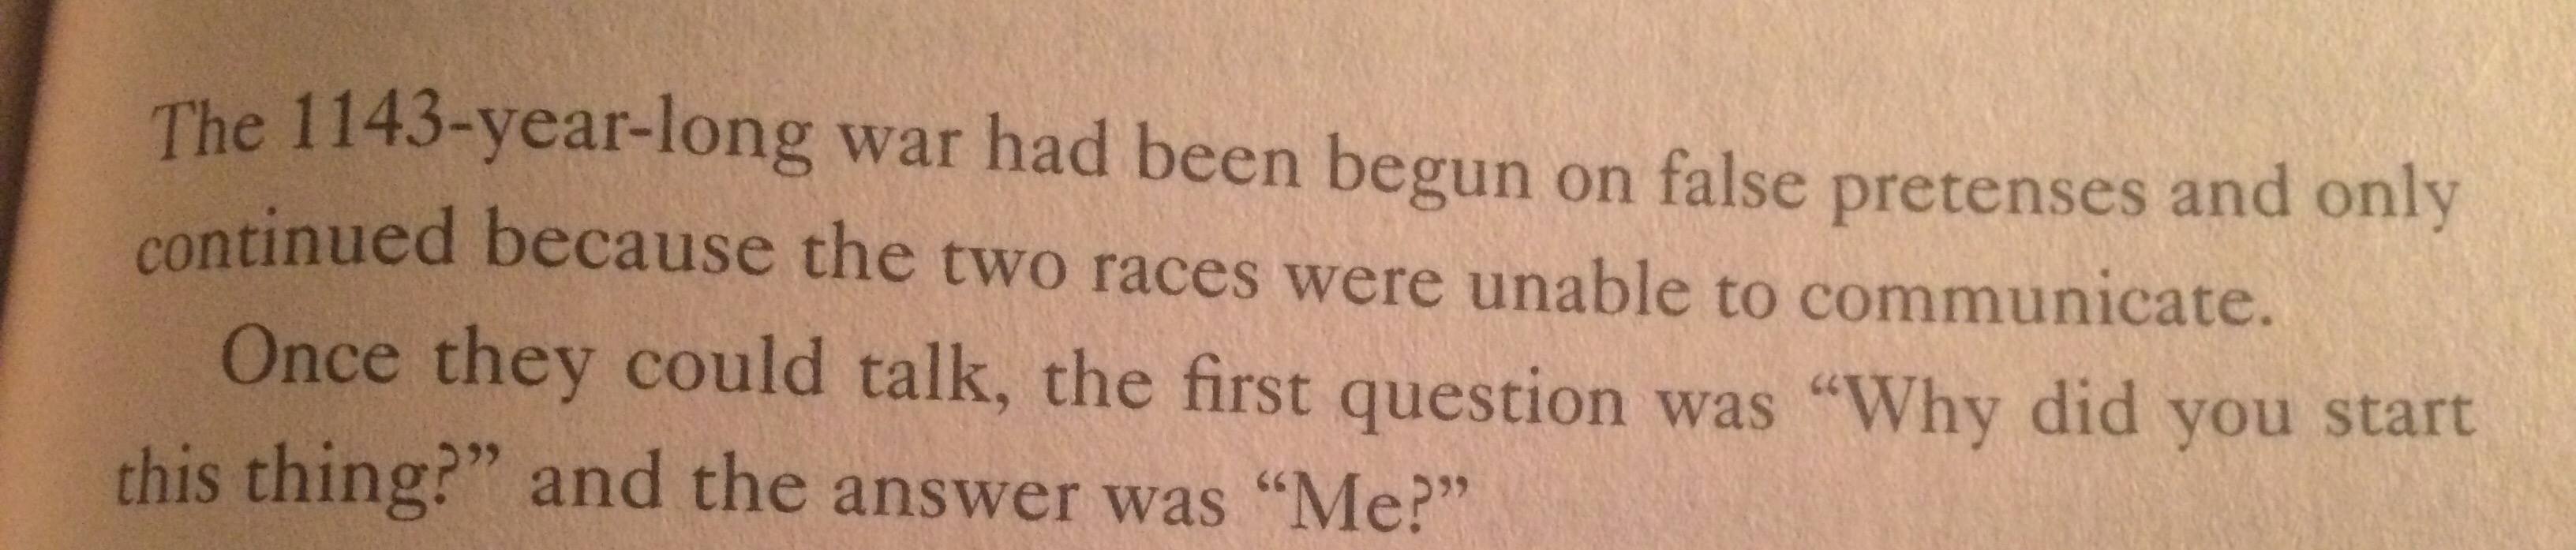 The 1143-year-long war had been begun on false pretenses and only
continued because the two races were unable to communicate.
Once they could talk, the first question was “Why did you start
this thing?” and the answer was “Me?”